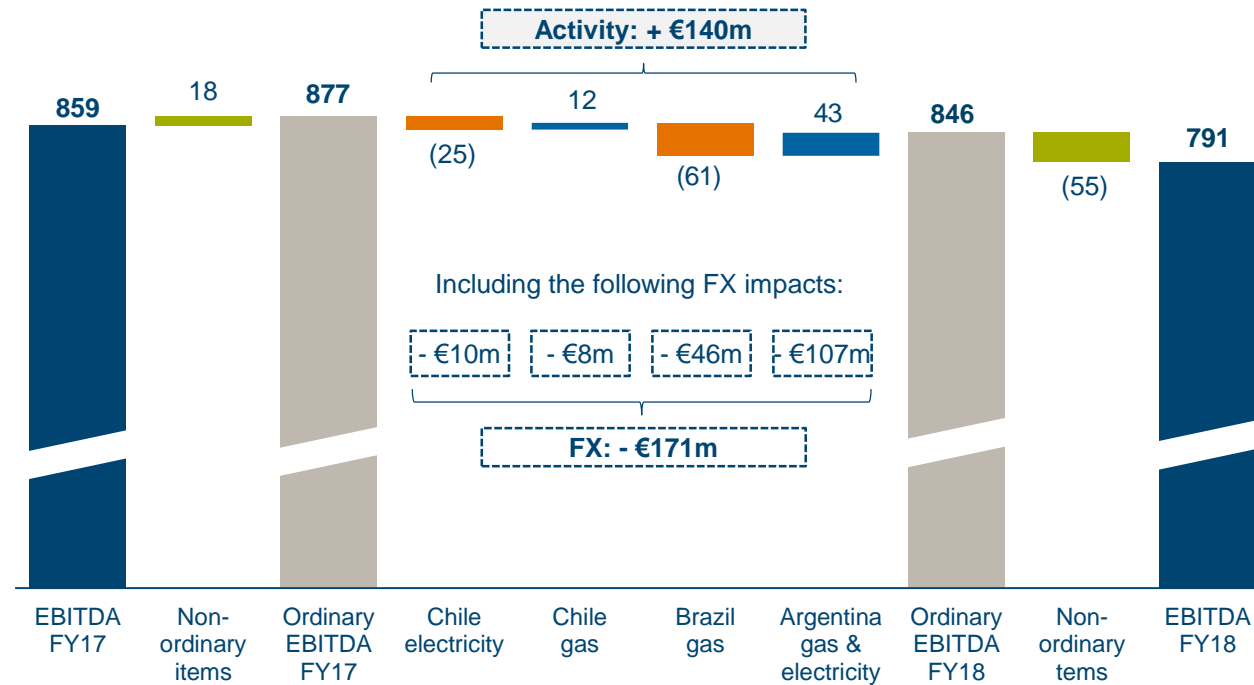 Activity: + €140m
859
18
877
(25)
12
(61)
43
846
(55)
791
Including the following FX impacts:
- €10m
- €8m
- €46m
- €107m
FX: - €171m
EBITDA
FY17
Non-
ordinary
items
Ordinary
EBITDA
FY17
Chile
electricity
Chile
gas
Brazil
gas
Argentina
gas &
electricity
Ordinary
EBITDA
FY18
Non-
ordinary
tems
EBITDA
FY18